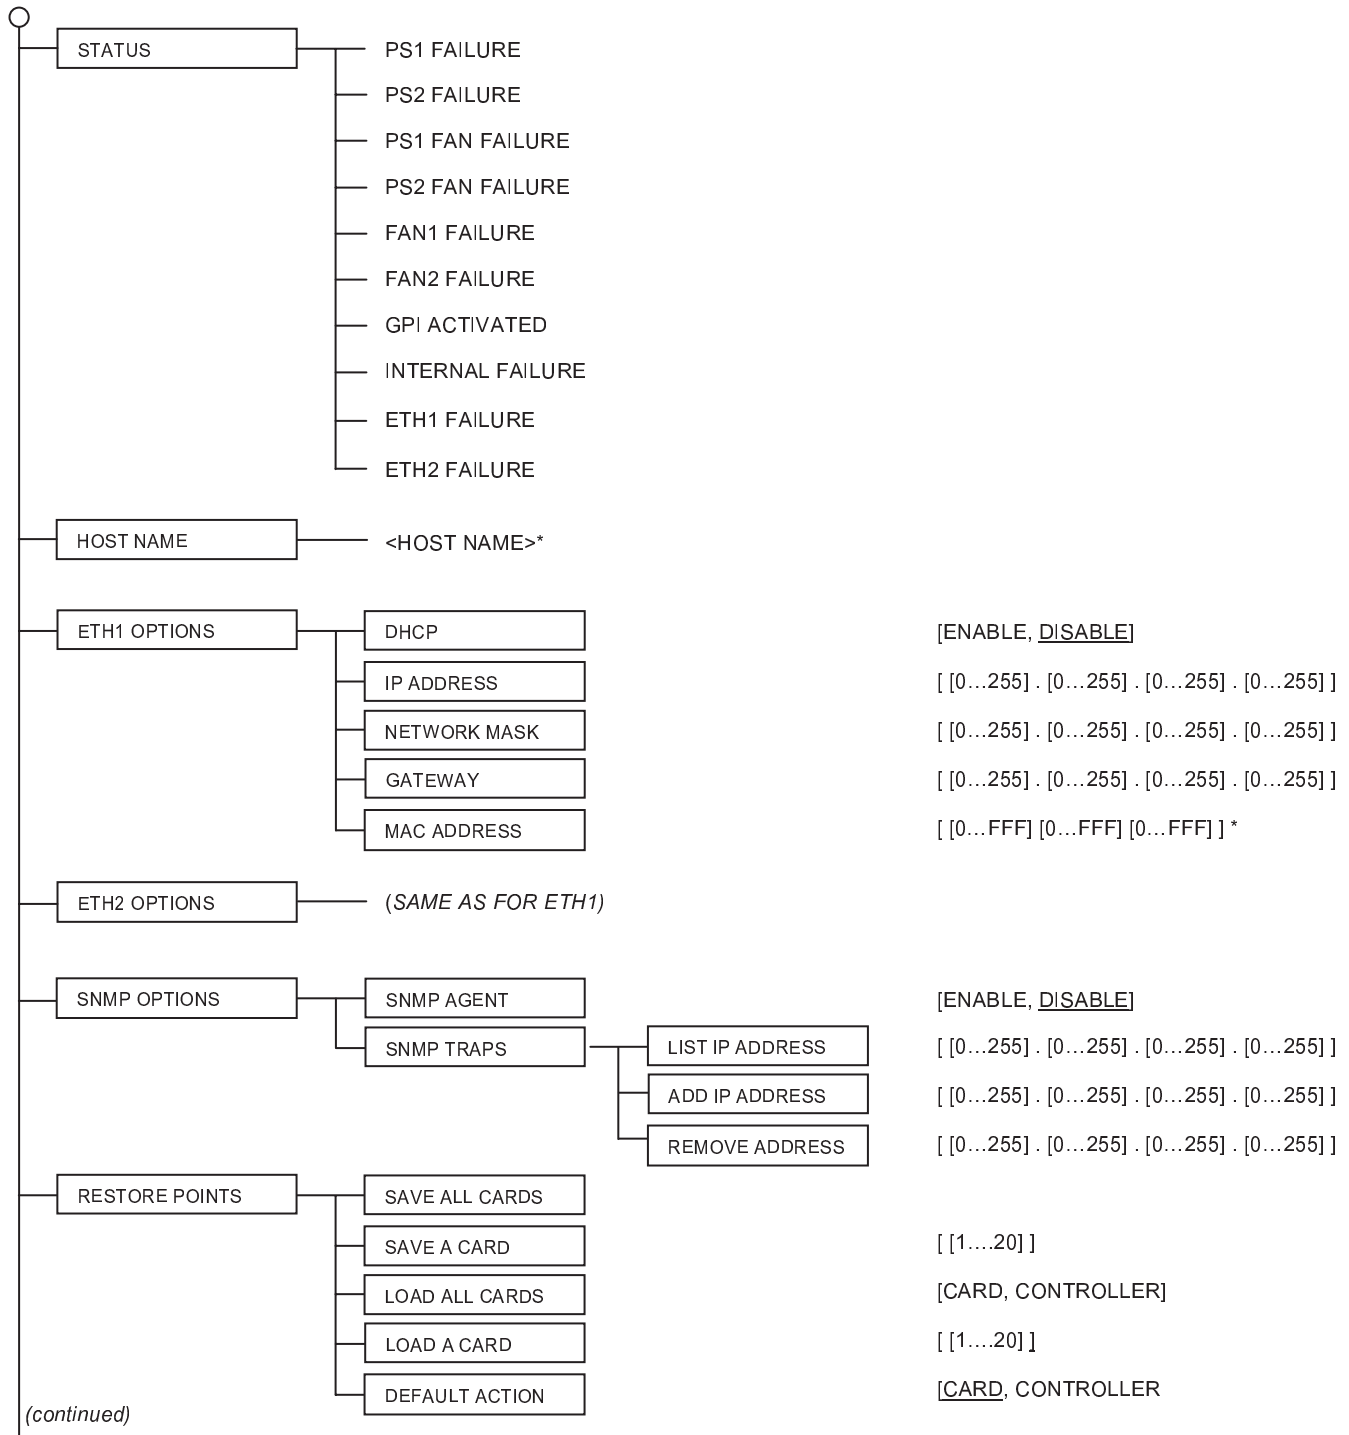 STATUS
PS1 FAILURE
PS2 FAILURE
PS1 FAN FAILURE
PS2 FAN FAILURE
FAN1 FAILURE
FAN2 FAILURE
GPI ACTIVATED
INTERNAL FAILURE
ETH1 FAILURE
ETH2 FAILURE
HOST NAME <HOST NAME>*
ETH1 OPTIONS DHCP [ENABLE, DISABLE]
IP ADDRESS [ [0...255] . [0...255] . [0...255] . [0...255] ]
NETWORK MASK [ [0...255] . [0...255] . [0...255] . [0...255] ]
GATEWAY [ [0...255] . [0...255] . [0...255] . [0...255] ]
MAC ADDRESS [ [0...FFF] [0...FFF] [0...FFF] ] *
ETH2 OPTIONS (SAME AS FOR ETH1)
SNMP OPTIONS SNMP AGENT [ENABLE, DISABLE]
SNMP TRAPS LIST IP ADDRESS [ [0...255] . [0...255] . [0...255] . [0...255] ]
ADD IP ADDRESS [ [0...255] . [0...255] . [0...255] . [0...255] ]
REMOVE ADDRESS [ [0...255] . [0...255] . [0...255] . [0...255] ]
RESTORE POINTS SAVE ALL CARDS
SAVE A CARD [ [1....20] ]
LOAD ALL CARDS [CARD, CONTROLLER]
LOAD A CARD [ [1....20] ]
DEFAULT ACTION [CARD, CONTROLLER
(continued)